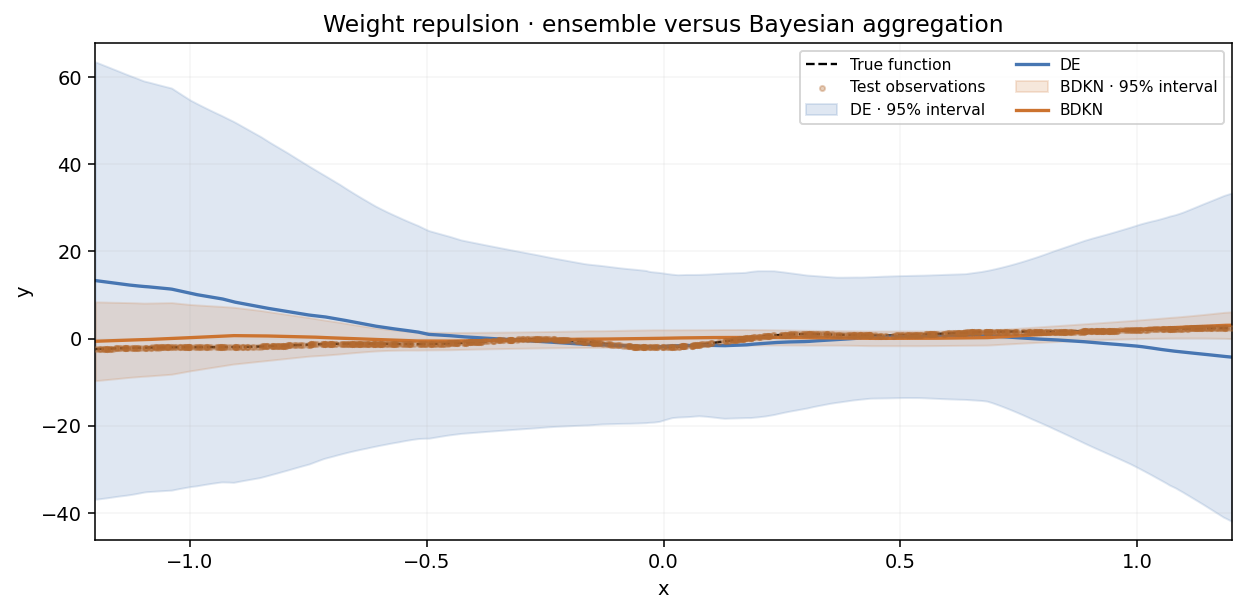 Weight repulsion · ensemble versus Bayesian aggregation
True function
Test observations
DE · 95% interval
DE
BDKN · 95% interval
BDKN
y
60
40
20
0
−20
−40
−1.0
−0.5
0.0
0.5
1.0
x